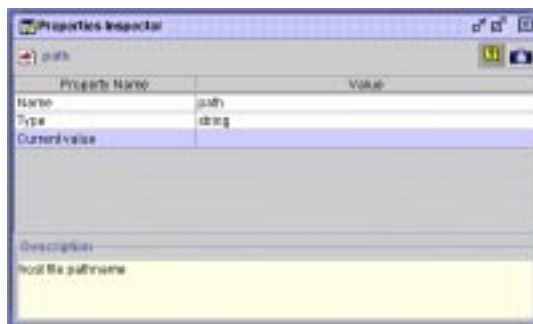 Properties Inspector
path
Property Name Value
Name path
Type string
Current value
Description
host file pathname